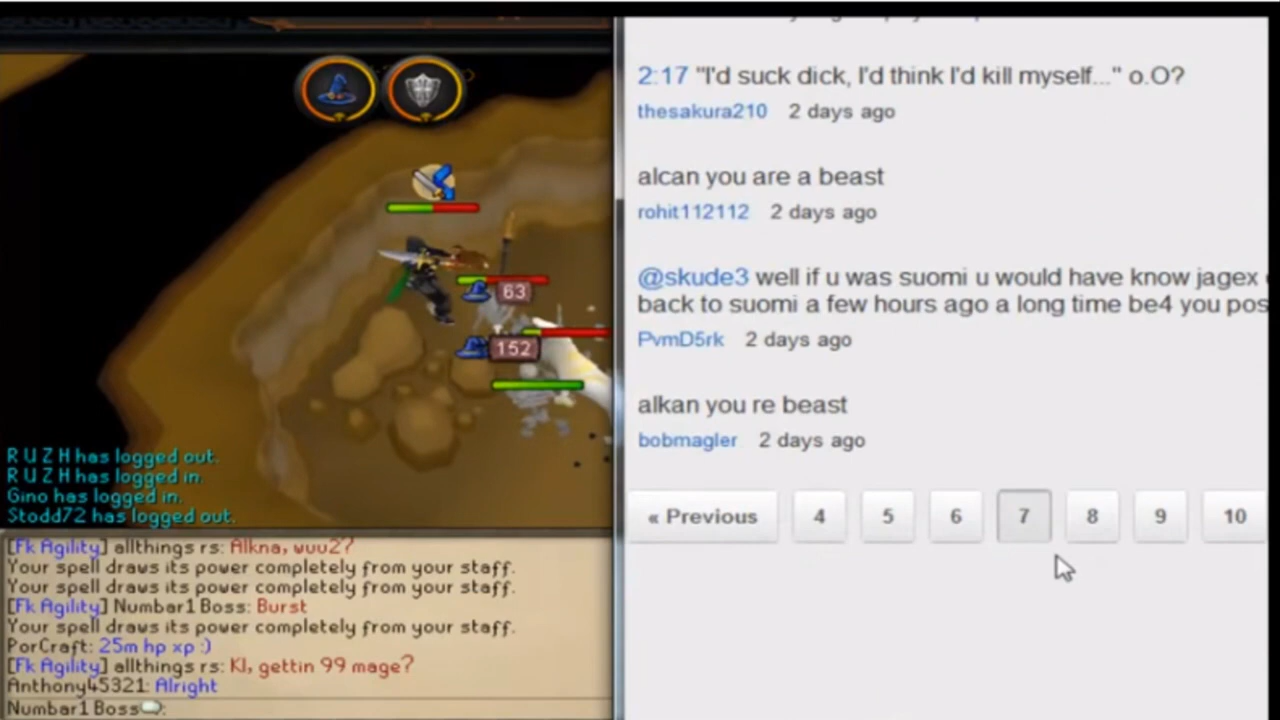 63
152
R U Z H has logged out.
R U Z H has logged in.
Gino has logged in.
Stodd72 has logged out.
[Fk Agility] allthings rs: Alkna, wuu2?
Your spell draws its power completely from your staff.
Your spell draws its power completely from your staff.
[Fk Agility] Numbar1 Boss: Burst
Your spell draws its power completely from your staff.
PorCraft: 25m hp xp :)
[Fk Agility] allthings rs: Kl, gettin 99 mage?
Anthony45321: Alright
Numbar1 Boss:
2:17 "I'd suck dick, I'd think I'd kill myself..." o.O?
thesakura210 2 days ago
alcan you are a beast
rohit112112 2 days ago
@skude3 well if u was suomi u would have know jagex
back to suomi a few hours ago a long time be4 you pos
PvmD5rk 2 days ago
alkan you re beast
bobmagler 2 days ago
« Previous 4 5 6 7 8 9 10